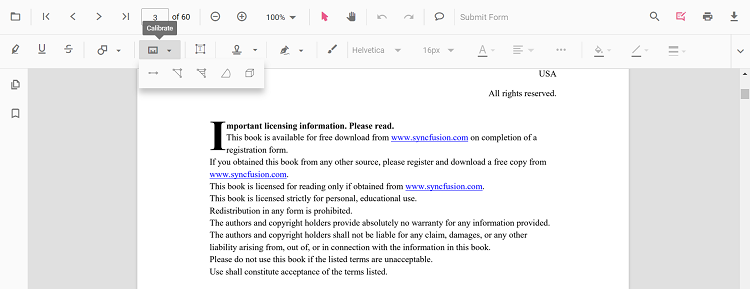 3 of 60
100%
Submit Form
Calibrate
Helvetica
16px
USA
All rights reserved.
Important licensing information. Please read.
This book is available for free download from www.syncfusion.com on completion of a
registration form.
If you obtained this book from any other source, please register and download a free copy from
www.syncfusion.com.
This book is licensed for reading only if obtained from www.syncfusion.com.
This book is licensed strictly for personal, educational use.
Redistribution in any form is prohibited.
The authors and copyright holders provide absolutely no warranty for any information provided.
The authors and copyright holders shall not be liable for any claim, damages, or any other
liability arising from, out of, or in connection with the information in this book.
Please do not use this book if the listed terms are unacceptable.
Use shall constitute acceptance of the terms listed.